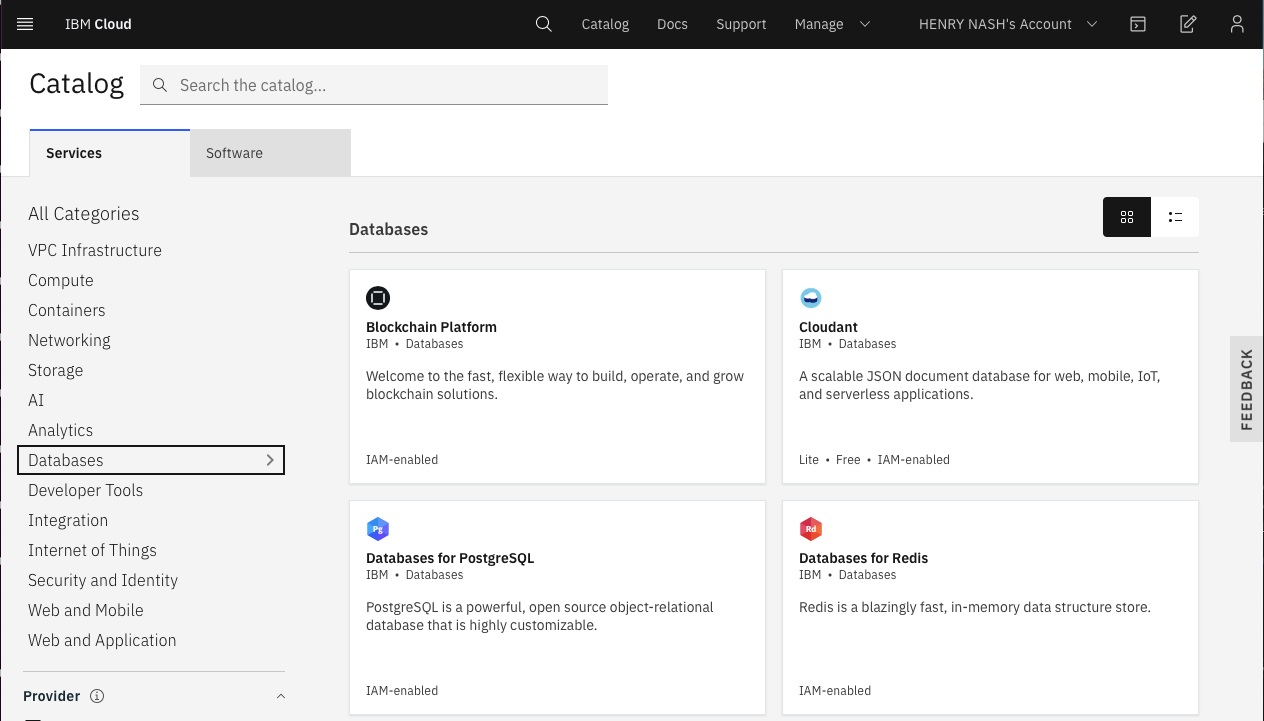 IBM Cloud
Catalog
Docs
Support
Manage
HENRY NASH's Account
Catalog
Search the catalog...
Services
Software
All Categories
VPC Infrastructure
Compute
Containers
Networking
Storage
AI
Analytics
Databases
Developer Tools
Integration
Internet of Things
Security and Identity
Web and Mobile
Web and Application
Provider
Databases
Blockchain Platform
IBM • Databases
Welcome to the fast, flexible way to build, operate, and grow
blockchain solutions.
IAM-enabled
Cloudant
IBM • Databases
A scalable JSON document database for web, mobile, IoT,
and serverless applications.
Lite • Free • IAM-enabled
Pg
Databases for PostgreSQL
IBM • Databases
PostgreSQL is a powerful, open source object-relational
database that is highly customizable.
IAM-enabled
Rd
Databases for Redis
IBM • Databases
Redis is a blazingly fast, in-memory data structure store.
IAM-enabled
FEEDBACK